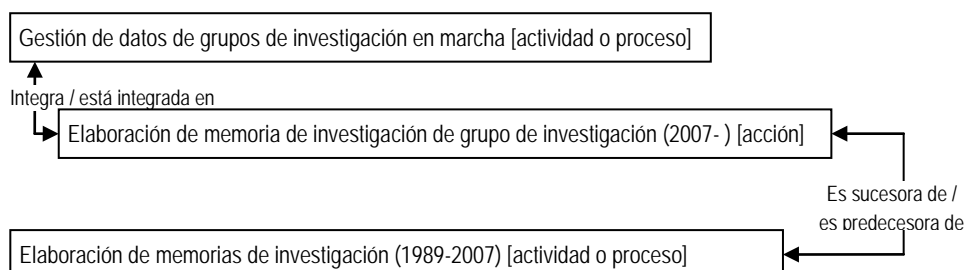 Gestión de datos de grupos de investigación en marcha [actividad o proceso]
Integra / está integrada en
Elaboración de memoria de investigación de grupo de investigación (2007- ) [acción]
Es sucesora de /
es predecesora de
Elaboración de memorias de investigación (1989-2007) [actividad o proceso]